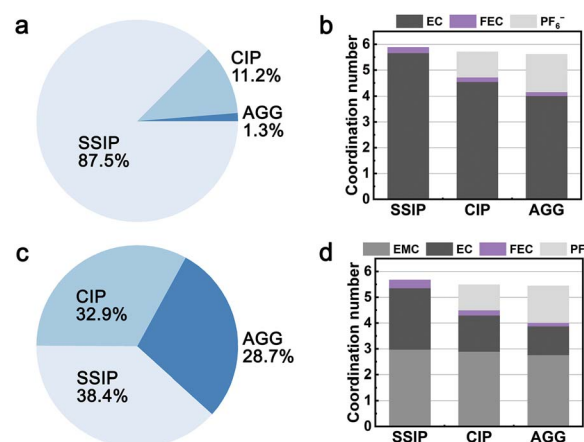 a
CIP
11.2%
AGG
1.3%
SSIP
87.5%
b
EC FEC PF₆⁻
Coordination number
6
5
4
3
2
1
0
SSIP CIP AGG
c
CIP
32.9%
AGG
28.7%
SSIP
38.4%
d
EMC EC FEC PF
Coordination number
6
5
4
3
2
1
0
SSIP CIP AGG